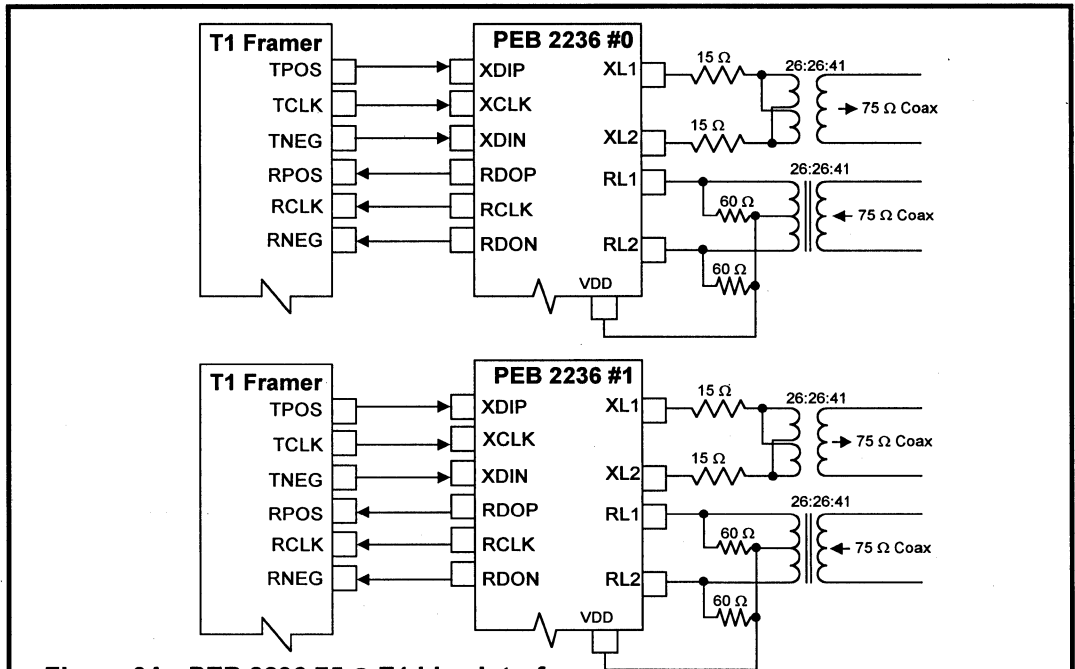 T1 Framer
TPOS
TCLK
TNEG
RPOS
RCLK
RNEG
PEB 2236 #0
XDIP
XCLK
XDIN
RDOP
RCLK
RDON
XL1
XL2
RL1
RL2
VDD
15 Ω
15 Ω
26:26:41
75 Ω Coax
26:26:41
60 Ω
75 Ω Coax
60 Ω
T1 Framer
TPOS
TCLK
TNEG
RPOS
RCLK
RNEG
PEB 2236 #1
XDIP
XCLK
XDIN
RDOP
RCLK
RDON
XL1
XL2
RL1
RL2
VDD
15 Ω
15 Ω
26:26:41
75 Ω Coax
26:26:41
60 Ω
75 Ω Coax
60 Ω